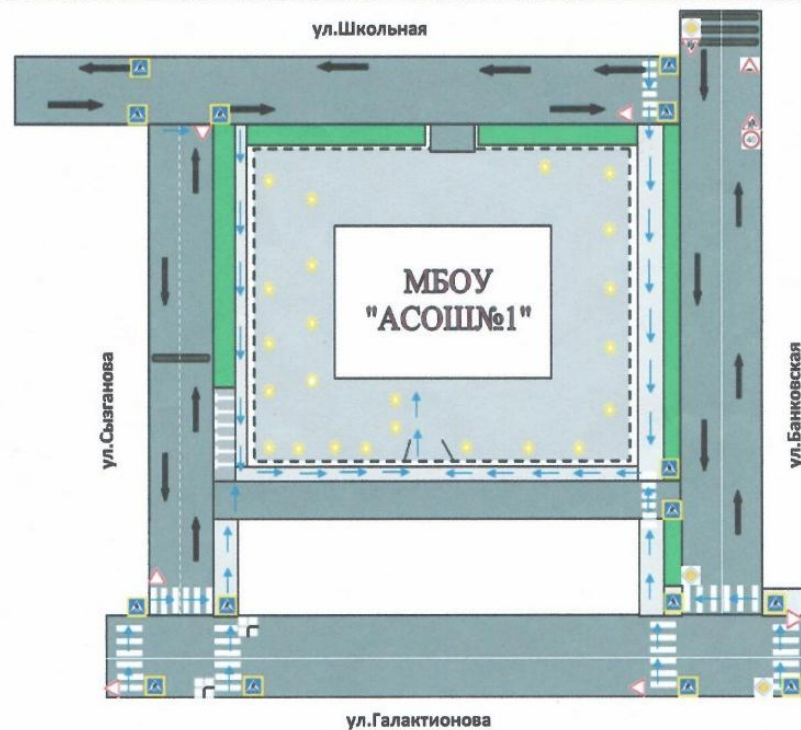 ул.Школьная
МБОУ
"АСОШ№1"
ул.Сызганова
ул.Банковская
ул.Галактионова